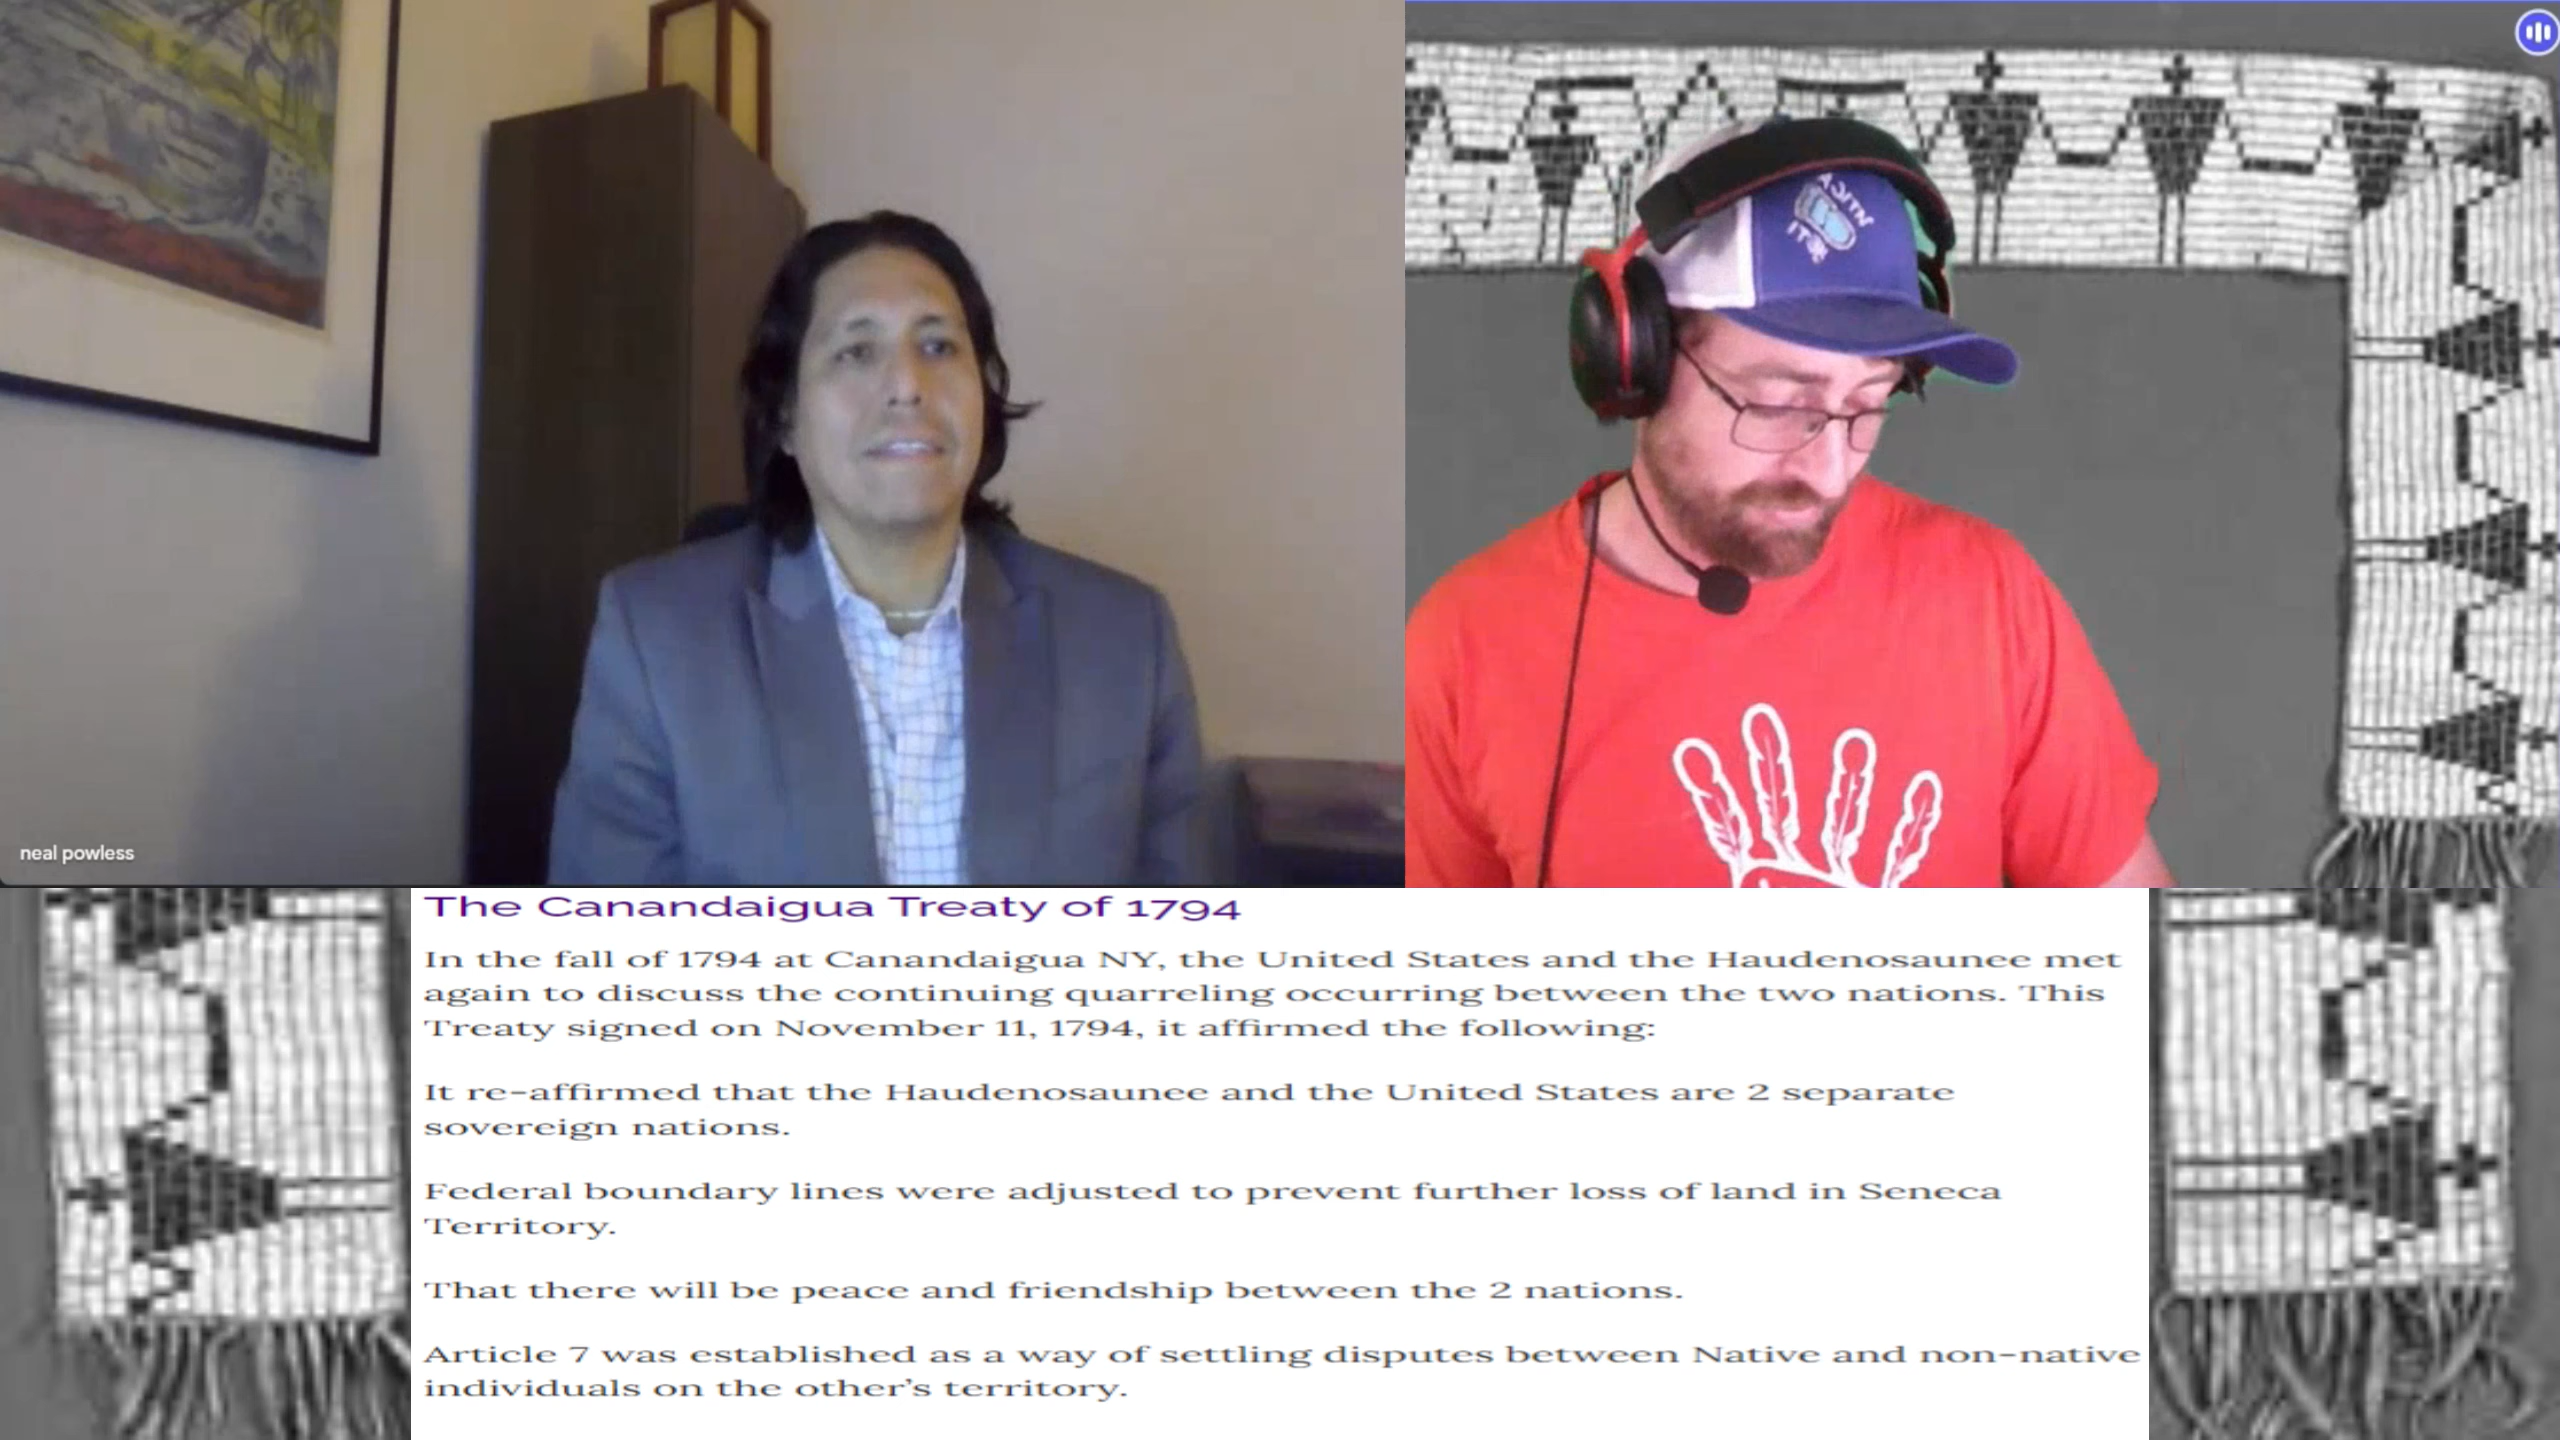 neal powless
The Canandaigua Treaty of 1794
In the fall of 1794 at Canandaigua NY, the United States and the Haudenosaunee met
again to discuss the continuing quarreling occurring between the two nations. This
Treaty signed on November 11, 1794, it affirmed the following:
It re-affirmed that the Haudenosaunee and the United States are 2 separate
sovereign nations.
Federal boundary lines were adjusted to prevent further loss of land in Seneca
Territory.
That there will be peace and friendship between the 2 nations.
Article 7 was established as a way of settling disputes between Native and non-native
individuals on the other’s territory.